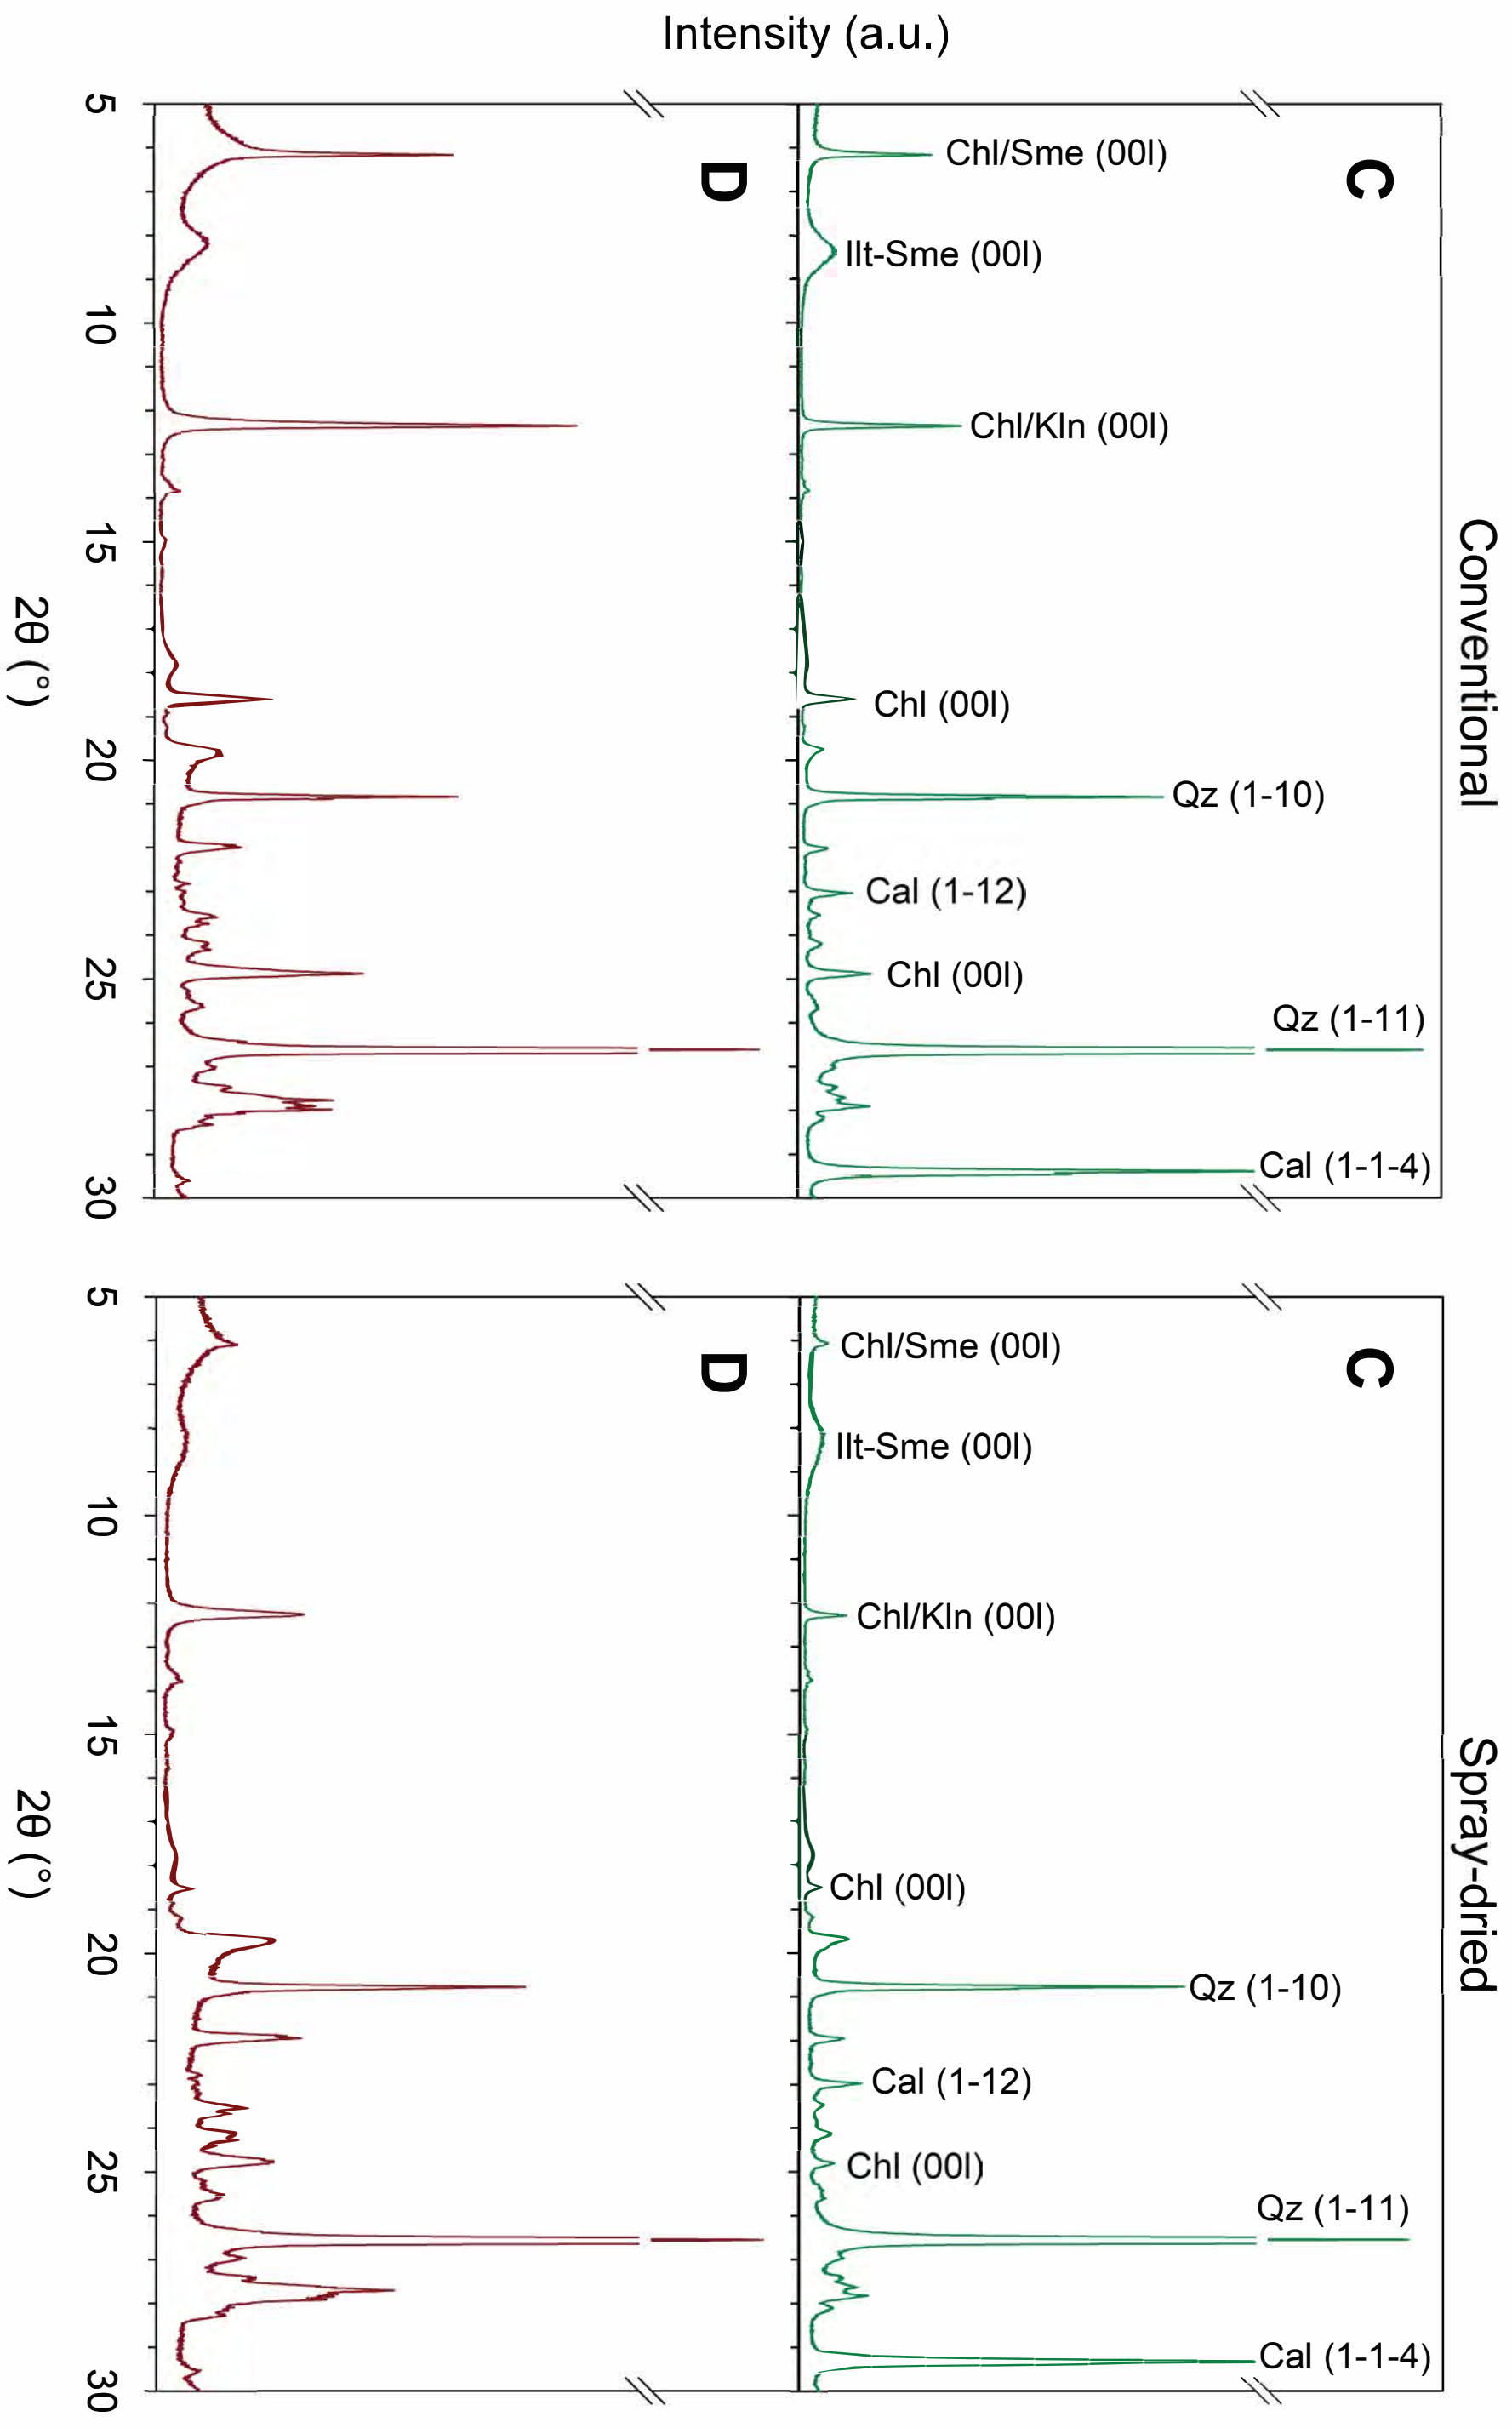 Conventional
C
Chl/Sme (00l)
Ilt-Sme (00l)
Chl/Kln (00l)
Chl (00l)
Qz (1-10)
Cal (1-12)
Chl (00l)
Qz (1-11)
Cal (1-1-4)
D
Intensity (a.u.)
5 10 15 20 25 30
2θ (°)
Spray-dried
C
Chl/Sme (00l)
Ilt-Sme (00l)
Chl/Kln (00l)
Chl (00l)
Qz (1-10)
Cal (1-12)
Chl (00l)
Qz (1-11)
Cal (1-1-4)
D
5 10 15 20 25 30
2θ (°)